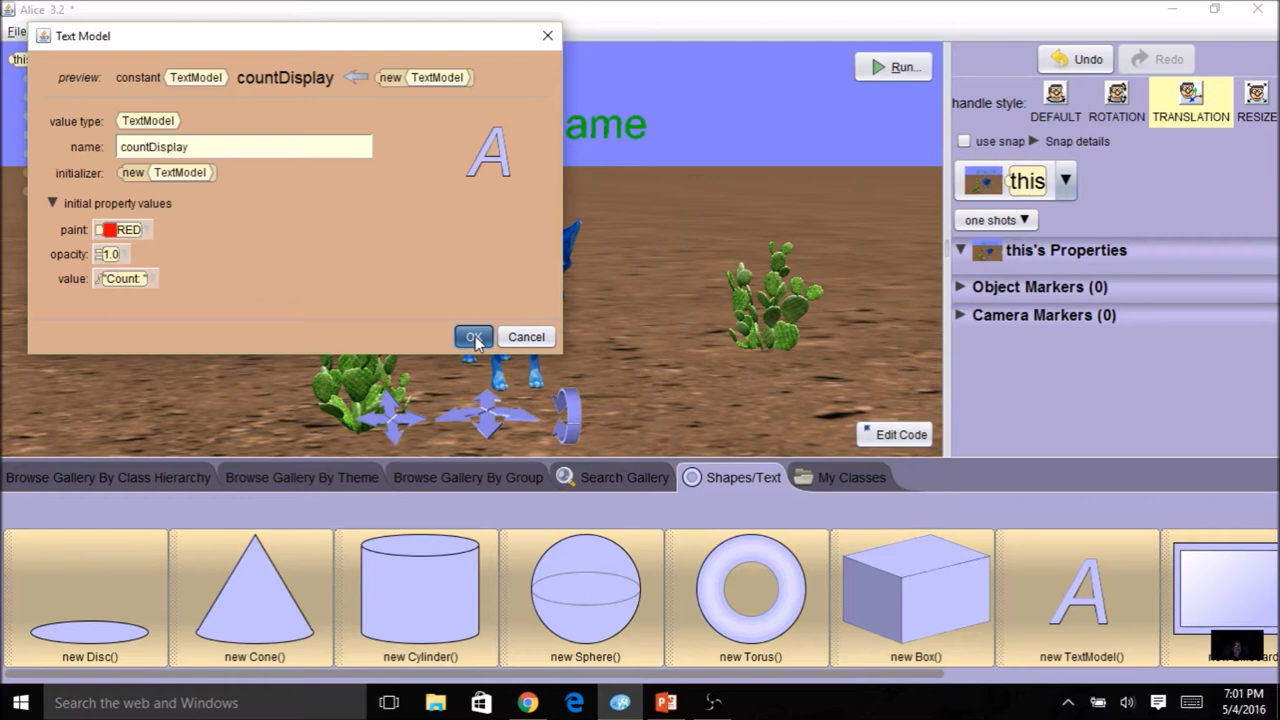 Alice 3.2 *
File
Text Model
preview: constant TextModel countDisplay new TextModel
value type: TextModel
name: countDisplay
initializer: new TextModel
initial property values
paint: RED
opacity: 1.0
value: "Count: "
OK Cancel
ame
Run...
Undo Redo
handle style:
DEFAULT ROTATION TRANSLATION RESIZE
use snap Snap details
this
one shots
this's Properties
Object Markers (0)
Camera Markers (0)
Edit Code
Browse Gallery By Class Hierarchy Browse Gallery By Theme Browse Gallery By Group Search Gallery Shapes/Text My Classes
new Disc() new Cone() new Cylinder() new Sphere() new Torus() new Box() new TextModel()
Search the web and Windows
7:01 PM
5/4/2016